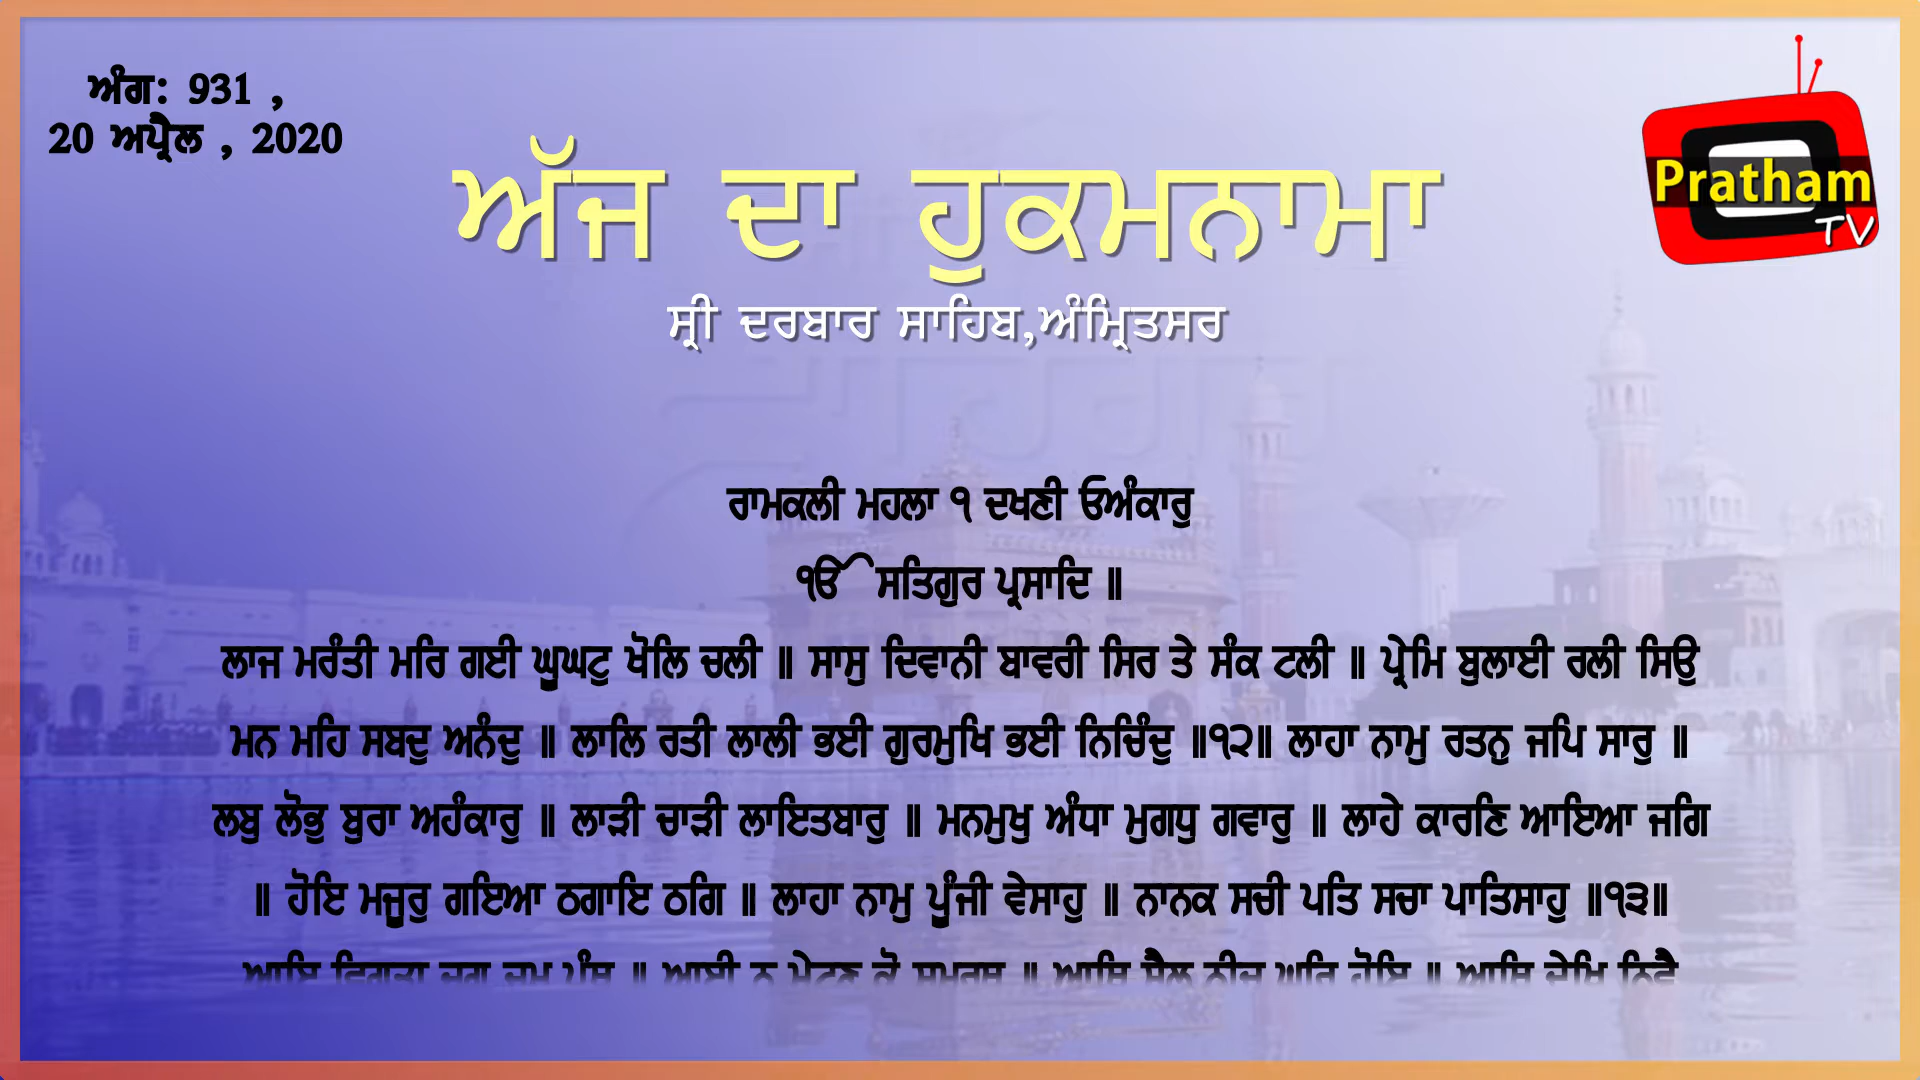 ਅੰਗ: 931 ,
20 ਅਪ੍ਰੈਲ , 2020
Pratham
TV
ਅੱਜ ਦਾ ਹੁਕਮਨਾਮਾ
ਸ੍ਰੀ ਦਰਬਾਰ ਸਾਹਿਬ,ਅੰਮ੍ਰਿਤਸਰ
ਰਾਮਕਲੀ ਮਹਲਾ ੧ ਦਖਣੀ ਓਅੰਕਾਰੁ
ੴ ਸਤਿਗੁਰ ਪ੍ਰਸਾਦਿ ॥
ਲਾਜ ਮਰੰਤੀ ਮਰਿ ਗਈ ਘੂਘਟੁ ਖੋਲਿ ਚਲੀ ॥ ਸਾਸੁ ਦਿਵਾਨੀ ਬਾਵਰੀ ਸਿਰ ਤੇ ਸੰਕ ਟਲੀ ॥ ਪ੍ਰੇਮਿ ਬੁਲਾਈ ਰਲੀ ਸਿਉ
ਮਨ ਮਹਿ ਸਬਦੁ ਅਨੰਦੁ ॥ ਲਾਲਿ ਰਤੀ ਲਾਲੀ ਭਈ ਗੁਰਮੁਖਿ ਭਈ ਨਿਚਿੰਦੁ ॥੧੨॥ ਲਾਹਾ ਨਾਮੁ ਰਤਨੁ ਜਪਿ ਸਾਰੁ ॥
ਲਬੁ ਲੋਭੁ ਬੁਰਾ ਅਹੰਕਾਰੁ ॥ ਲਾੜੀ ਚਾੜੀ ਲਾਇਤਬਾਰੁ ॥ ਮਨਮੁਖੁ ਅੰਧਾ ਮੁਗਧੁ ਗਵਾਰੁ ॥ ਲਾਹੇ ਕਾਰਣਿ ਆਇਆ ਜਗਿ
॥ ਹੋਇ ਮਜੂਰੁ ਗਇਆ ਠਗਾਇ ਠਗਿ ॥ ਲਾਹਾ ਨਾਮੁ ਪੂੰਜੀ ਵੇਸਾਹੁ ॥ ਨਾਨਕ ਸਚੀ ਪਤਿ ਸਚਾ ਪਾਤਿਸਾਹੁ ॥੧੩॥